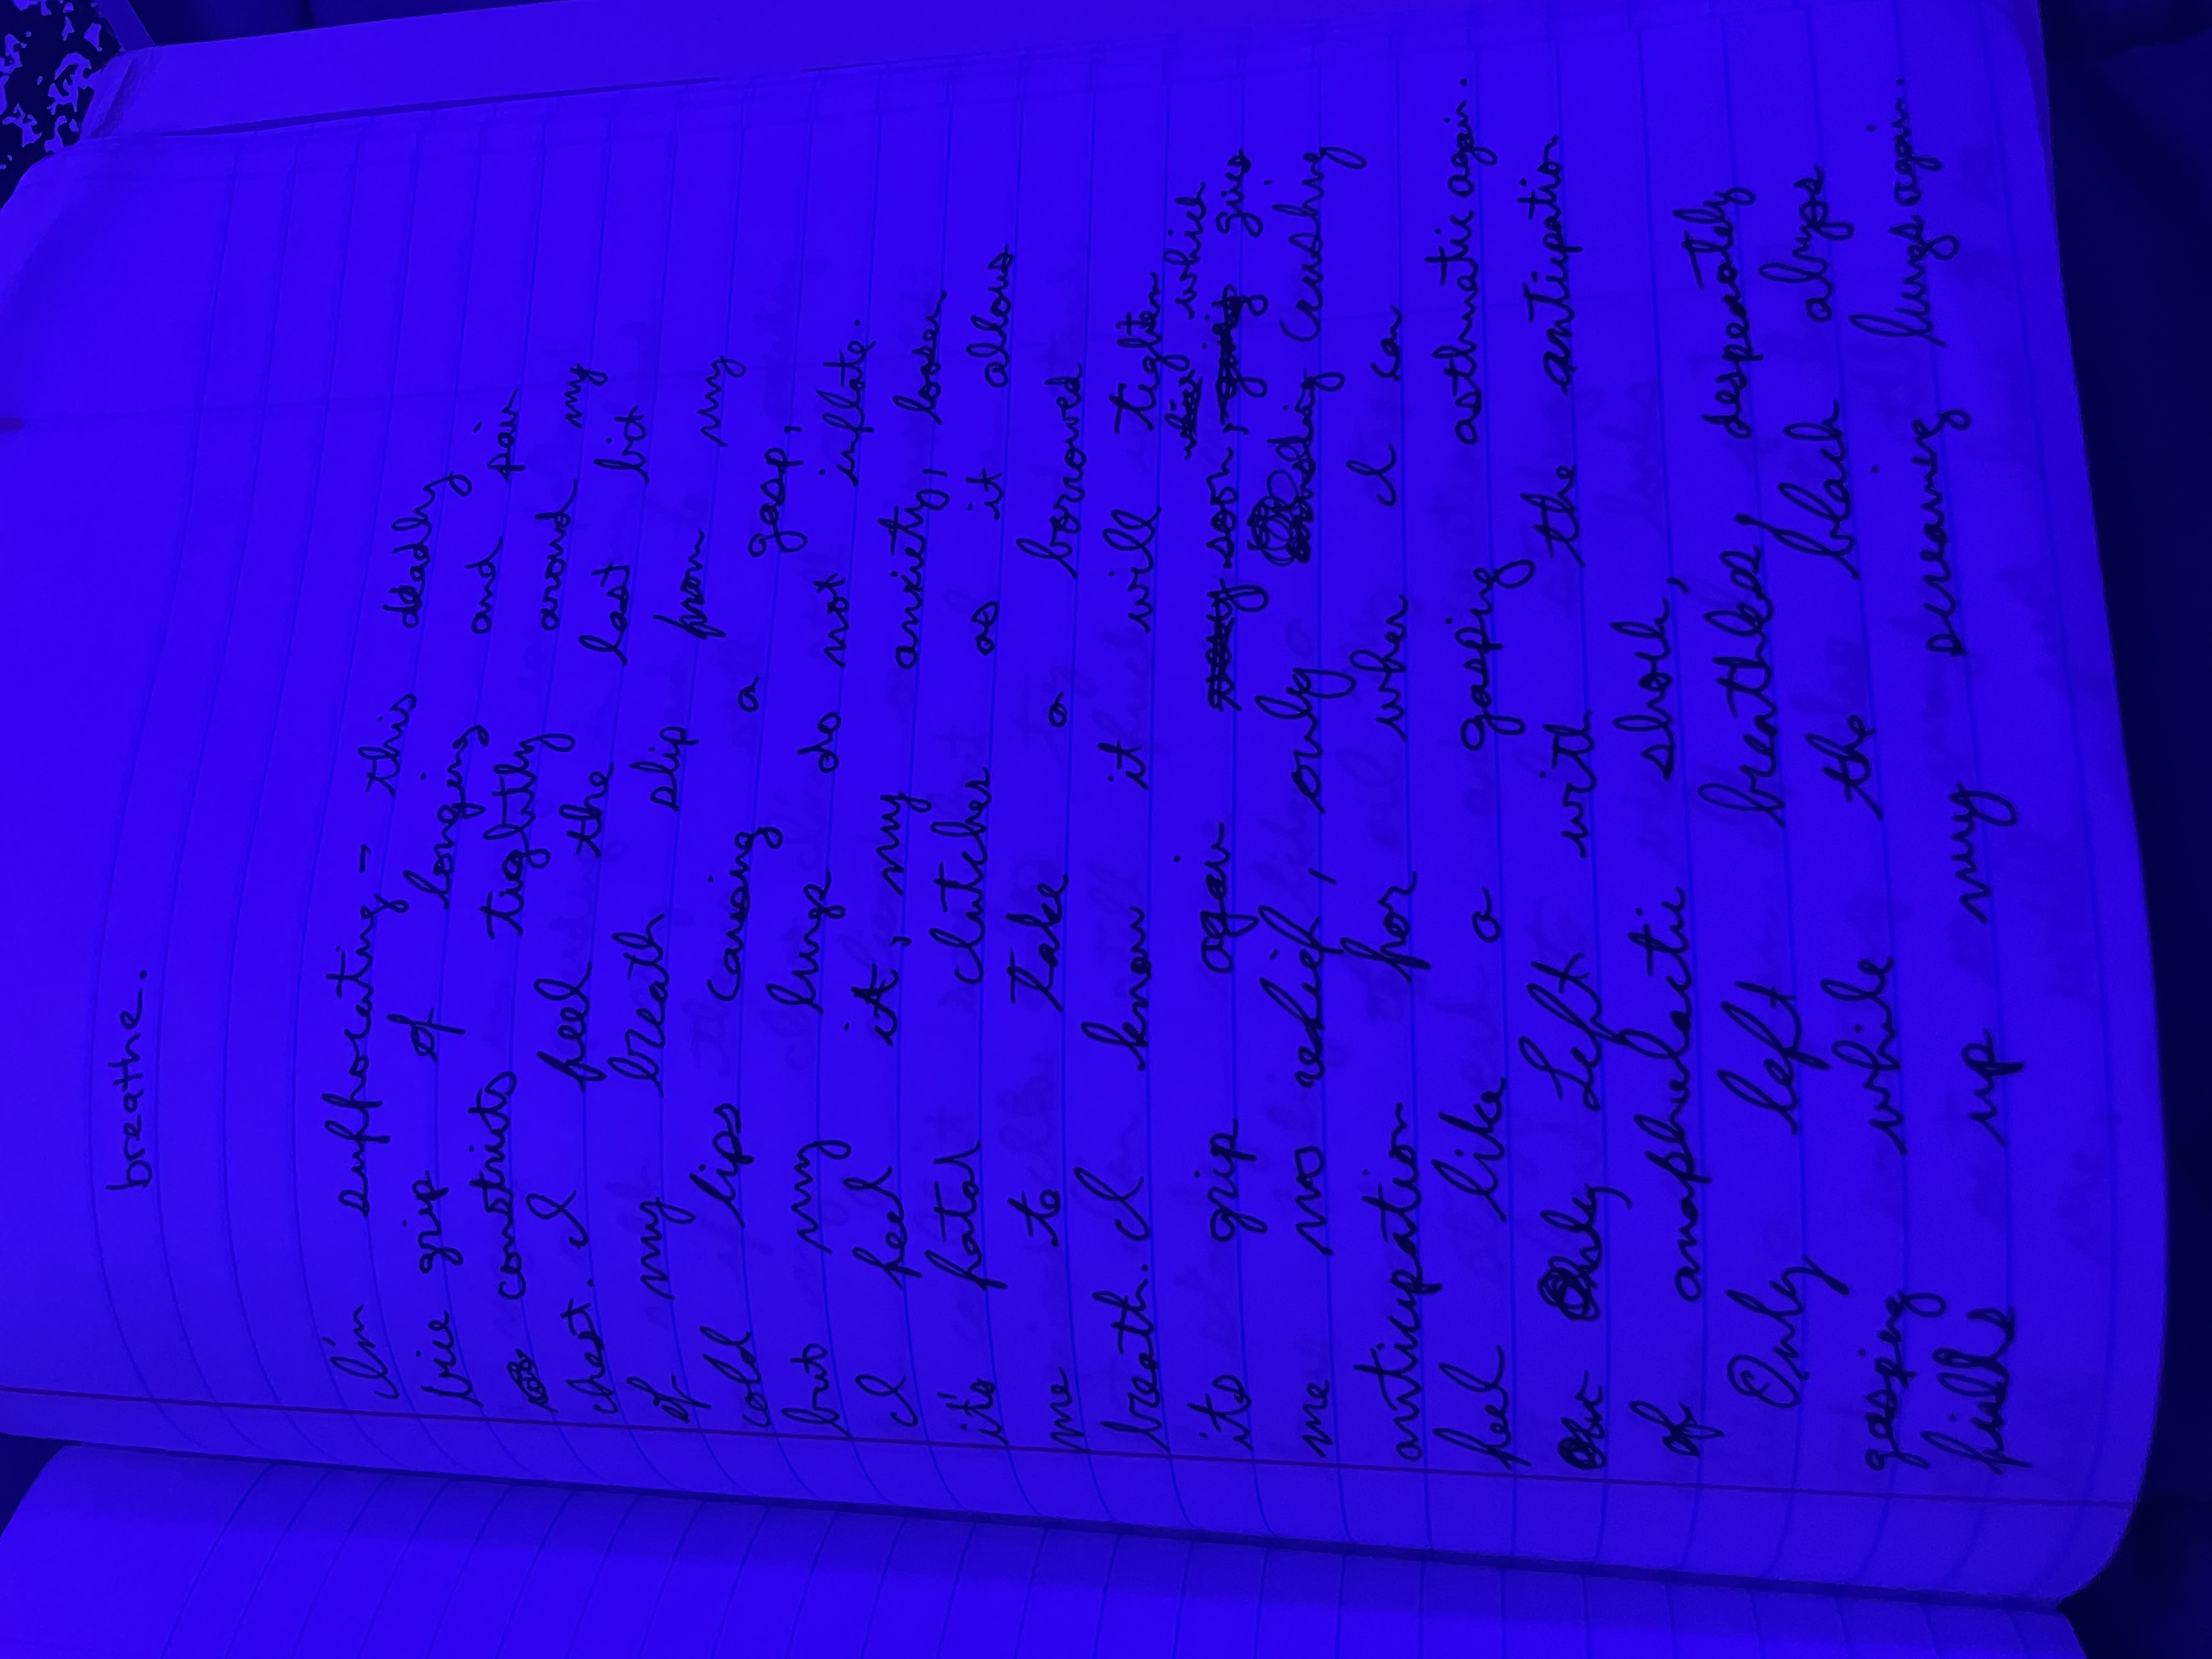 breathe.
I'm suffocating - this deadly
vice grip of longing and pain
constricts tightly around my
chest. I feel the last bit
of my breath slip from my
cold lips causing a gasp,
but my lungs do not inflate.
I feel it, my anxiety, loosen
it's fatal clutches as it allows
me to take a borrowed
breath. I know it will tighten
which
its grip again soon, gives
me no relief, only crushing
anticipation for when I can
feel like a gasping asthmatic again.
Only Left with the anticipation
of anaphelactic shock,
Only left breathless, desperately
gasping while the black abyss
fills up my screaming lungs again.